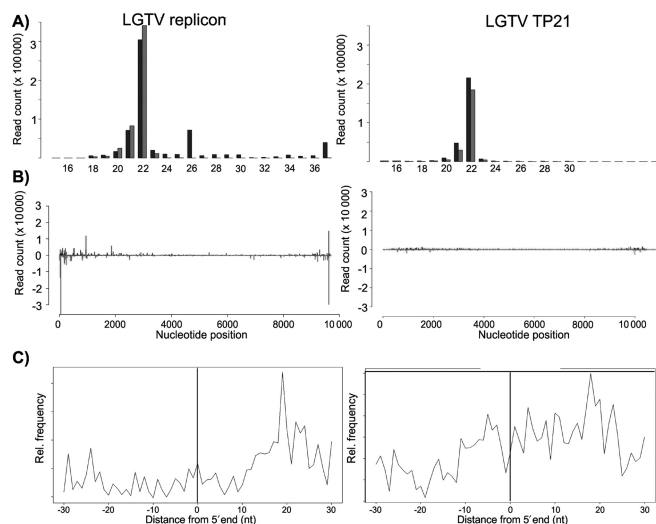 A) LGTV replicon LGTV TP21
Read count (x 100 000)
3
2
1
16 18 20 22 24 26 28 30 32 34 36
Read count (x 100000)
3
2
1
16 18 20 22 24 26 28 30
B)
Read count (x 10000)
3
2
1
0
-1
-2
-3
0 2000 4000 6000 8000 10 000
Nucleotide position
Read count (x 10 000)
3
2
1
0
-1
-2
-3
0 2000 4000 6000 8000 10 000
Nucleotide position
C)
Rel. frequency
-30 -20 -10 0 10 20 30
Distance from 5´end (nt)
Rel. frequency
-30 -20 -10 0 10 20 30
Distance from 5´end (nt)